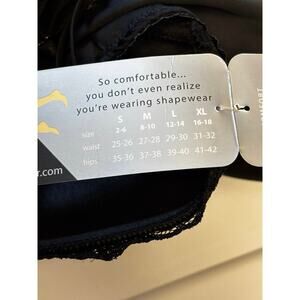 So comfortable...
you don't even realize
you're wearing shapewear
S M L XL
size 2-6 8-10 12-14 16-18
waist 25-26 27-28 29-30 31-32
hips 35-36 37-38 39-40 41-42
r.com